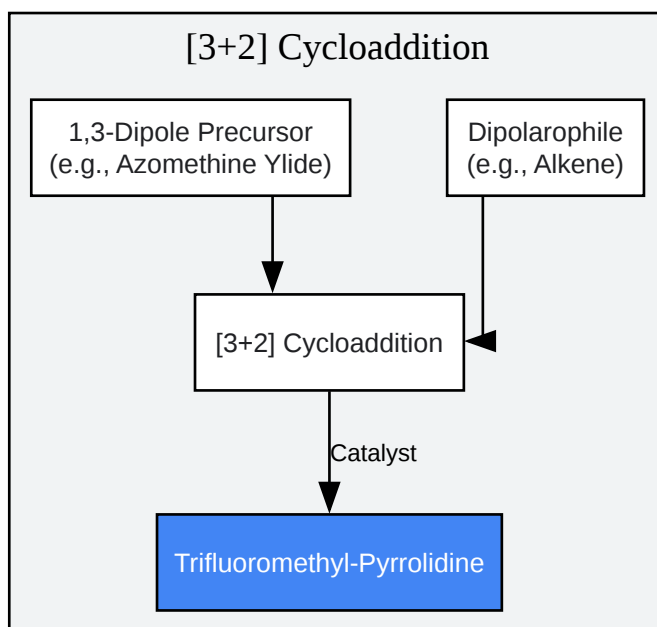 [3+2] Cycloaddition
1,3-Dipole Precursor
(e.g., Azomethine Ylide)
Dipolarophile
(e.g., Alkene)
[3+2] Cycloaddition
Catalyst
Trifluoromethyl-Pyrrolidine